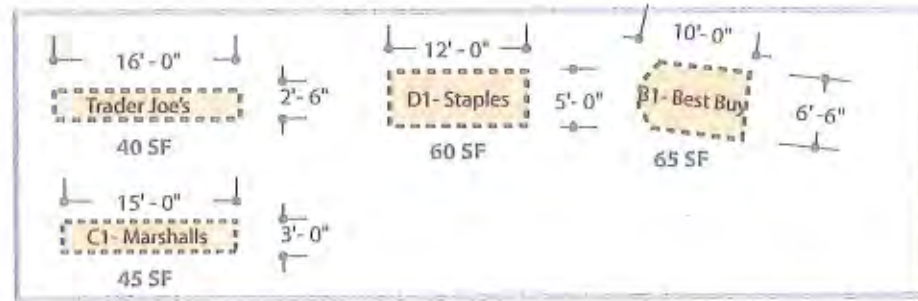 16'-0"
Trader Joe's
2'-6"
40 SF
12'-0"
D1- Staples
5'-0"
60 SF
10'-0"
B1- Best Buy
6'-6"
65 SF
15'-0"
C1- Marshalls
3'-0"
45 SF